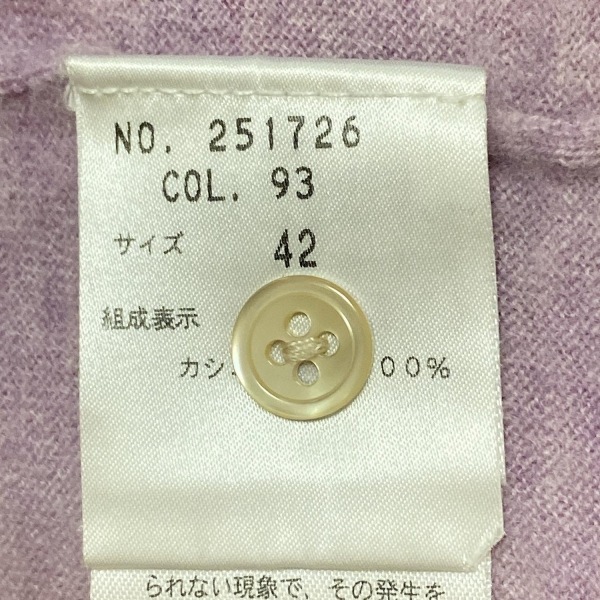 NO. 251726
COL. 93
サイズ 42
組成表示
カシ 00%
られない現象で、その発生を